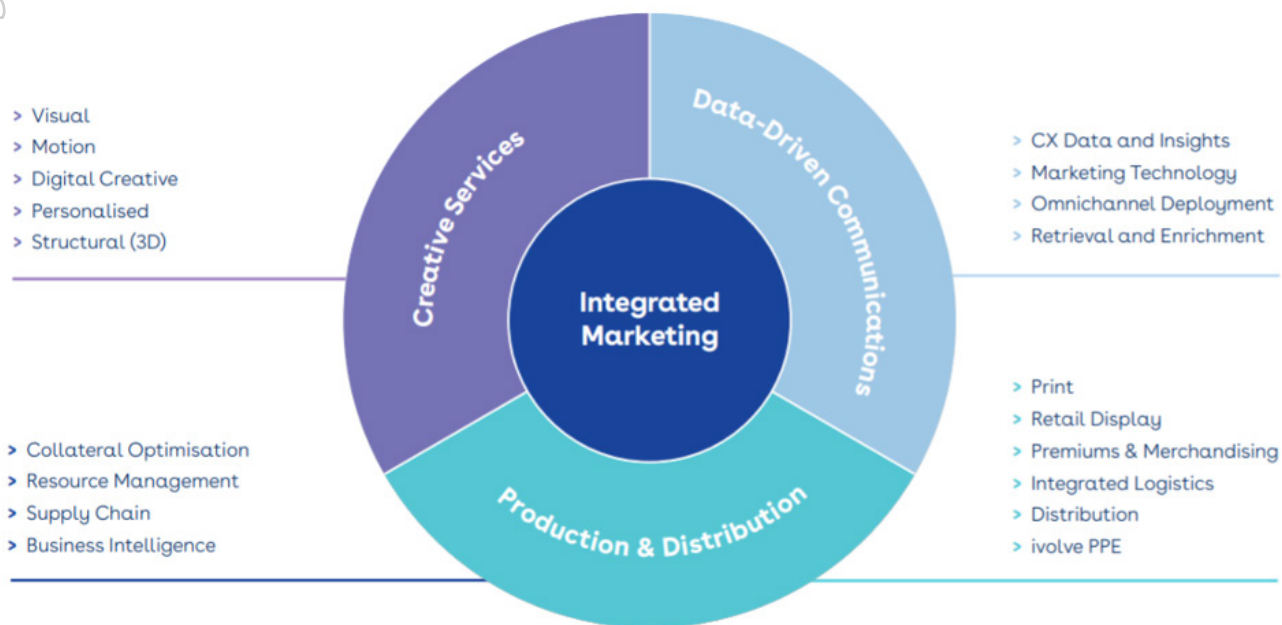 > Visual
> Motion
> Digital Creative
> Personalised
> Structural (3D)
Creative Services
Data-Driven Communications
> CX Data and Insights
> Marketing Technology
> Omnichannel Deployment
> Retrieval and Enrichment
Integrated
Marketing
> Collateral Optimisation
> Resource Management
> Supply Chain
> Business Intelligence
Production & Distribution
> Print
> Retail Display
> Premiums & Merchandising
> Integrated Logistics
> Distribution
> ivolve PPE